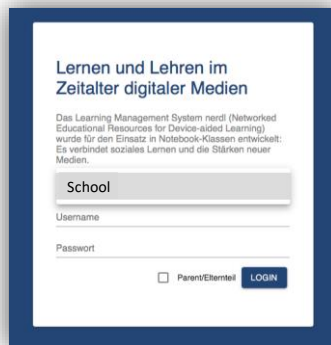 Lernen und Lehren im
Zeitalter digitaler Medien
Das Learning Management System nerdl (Networked
Educational Resources for Device-aided Learning)
wurde für den Einsatz in Notebook-Klassen entwickelt:
Es verbindet soziales Lernen und die Stärken neuer
Medien.
School
Username
Passwort
Parent/Elternteil LOGIN